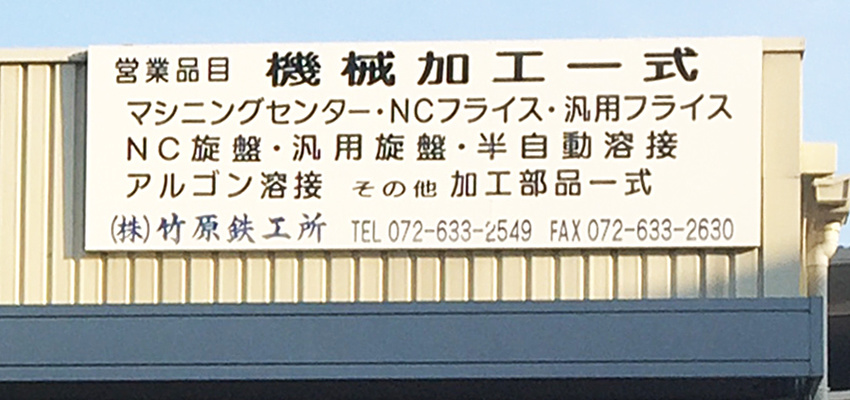 営業品目 機械加工一式
マシニングセンター・NCフライス・汎用フライス
NC旋盤・汎用旋盤・半自動溶接
アルゴン溶接 その他 加工部品一式
(株)竹原鉄工所 TEL 072-633-2549 FAX 072-633-2630